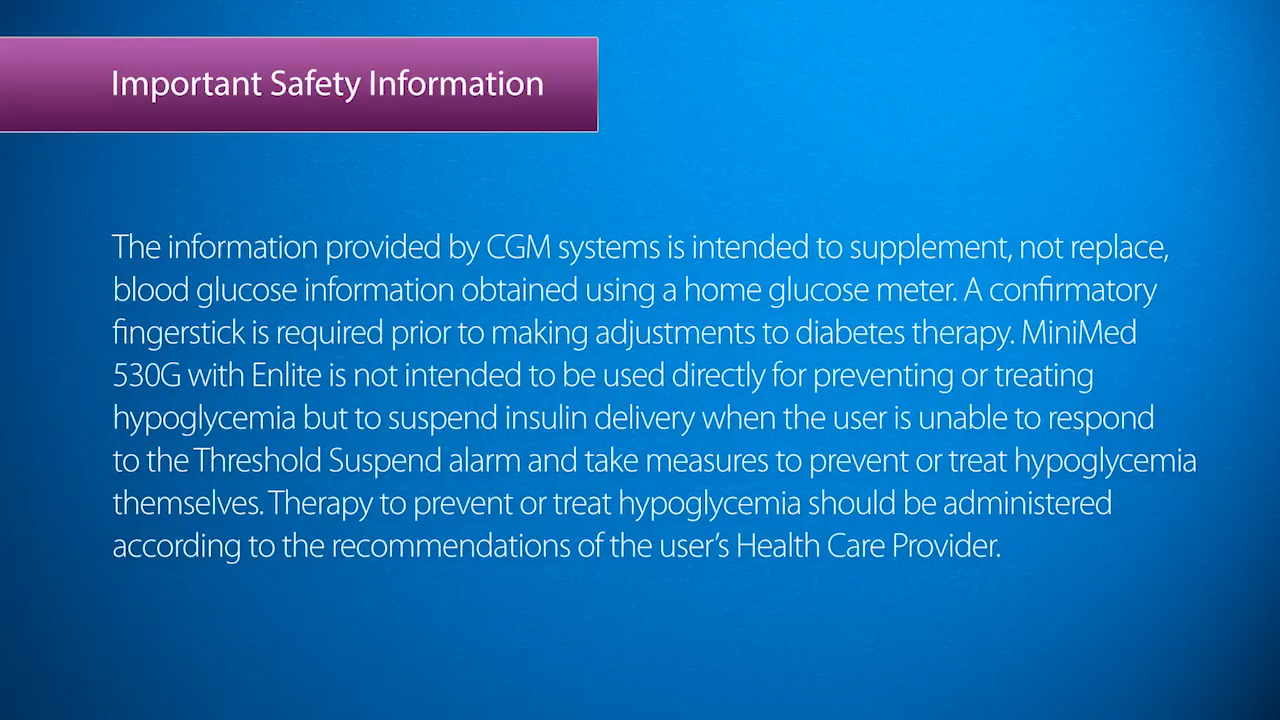 Important Safety Information
The information provided by CGM systems is intended to supplement, not replace,
blood glucose information obtained using a home glucose meter. A confirmatory
fingerstick is required prior to making adjustments to diabetes therapy. MiniMed
530G with Enlite is not intended to be used directly for preventing or treating
hypoglycemia but to suspend insulin delivery when the user is unable to respond
to the Threshold Suspend alarm and take measures to prevent or treat hypoglycemia
themselves. Therapy to prevent or treat hypoglycemia should be administered
according to the recommendations of the user’s Health Care Provider.